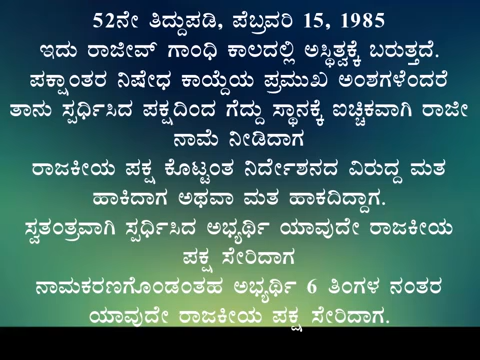 52ನೇ ತಿದ್ದುಪಡಿ, ಪೆಬ್ರವರಿ 15, 1985
ಇದು ರಾಜೀವ್ ಗಾಂಧಿ ಕಾಲದಲ್ಲಿ ಅಸ್ಥಿತ್ವಕ್ಕೆ ಬರುತ್ತದೆ.
ಪಕ್ಷಾಂತರ ನಿಷೇಧ ಕಾಯ್ದೆಯ ಪ್ರಮುಖ ಅಂಶಗಳೆಂದರೆ
ತಾನು ಸ್ಪರ್ಧಿಸಿದ ಪಕ್ಷದಿಂದ ಗೆದ್ದು ಸ್ಥಾನಕ್ಕೆ ಐಚ್ಚಿಕವಾಗಿ ರಾಜೀ
ನಾಮೆ ನೀಡಿದಾಗ
ರಾಜಕೀಯ ಪಕ್ಷ ಕೊಟ್ಟಂತ ನಿರ್ದೇಶನದ ವಿರುದ್ದ ಮತ
ಹಾಕಿದಾಗ ಅಥವಾ ಮತ ಹಾಕದಿದ್ದಾಗ.
ಸ್ವತಂತ್ರವಾಗಿ ಸ್ಪರ್ಧಿಸಿದ ಅಭ್ಯರ್ಥಿ ಯಾವುದೇ ರಾಜಕೀಯ
ಪಕ್ಷ ಸೇರಿದಾಗ
ನಾಮಕರಣಗೊಂಡಂತಹ ಅಭ್ಯರ್ಥಿ 6 ತಿಂಗಳ ನಂತರ
ಯಾವುದೇ ರಾಜಕೀಯ ಪಕ್ಷ ಸೇರಿದಾಗ.